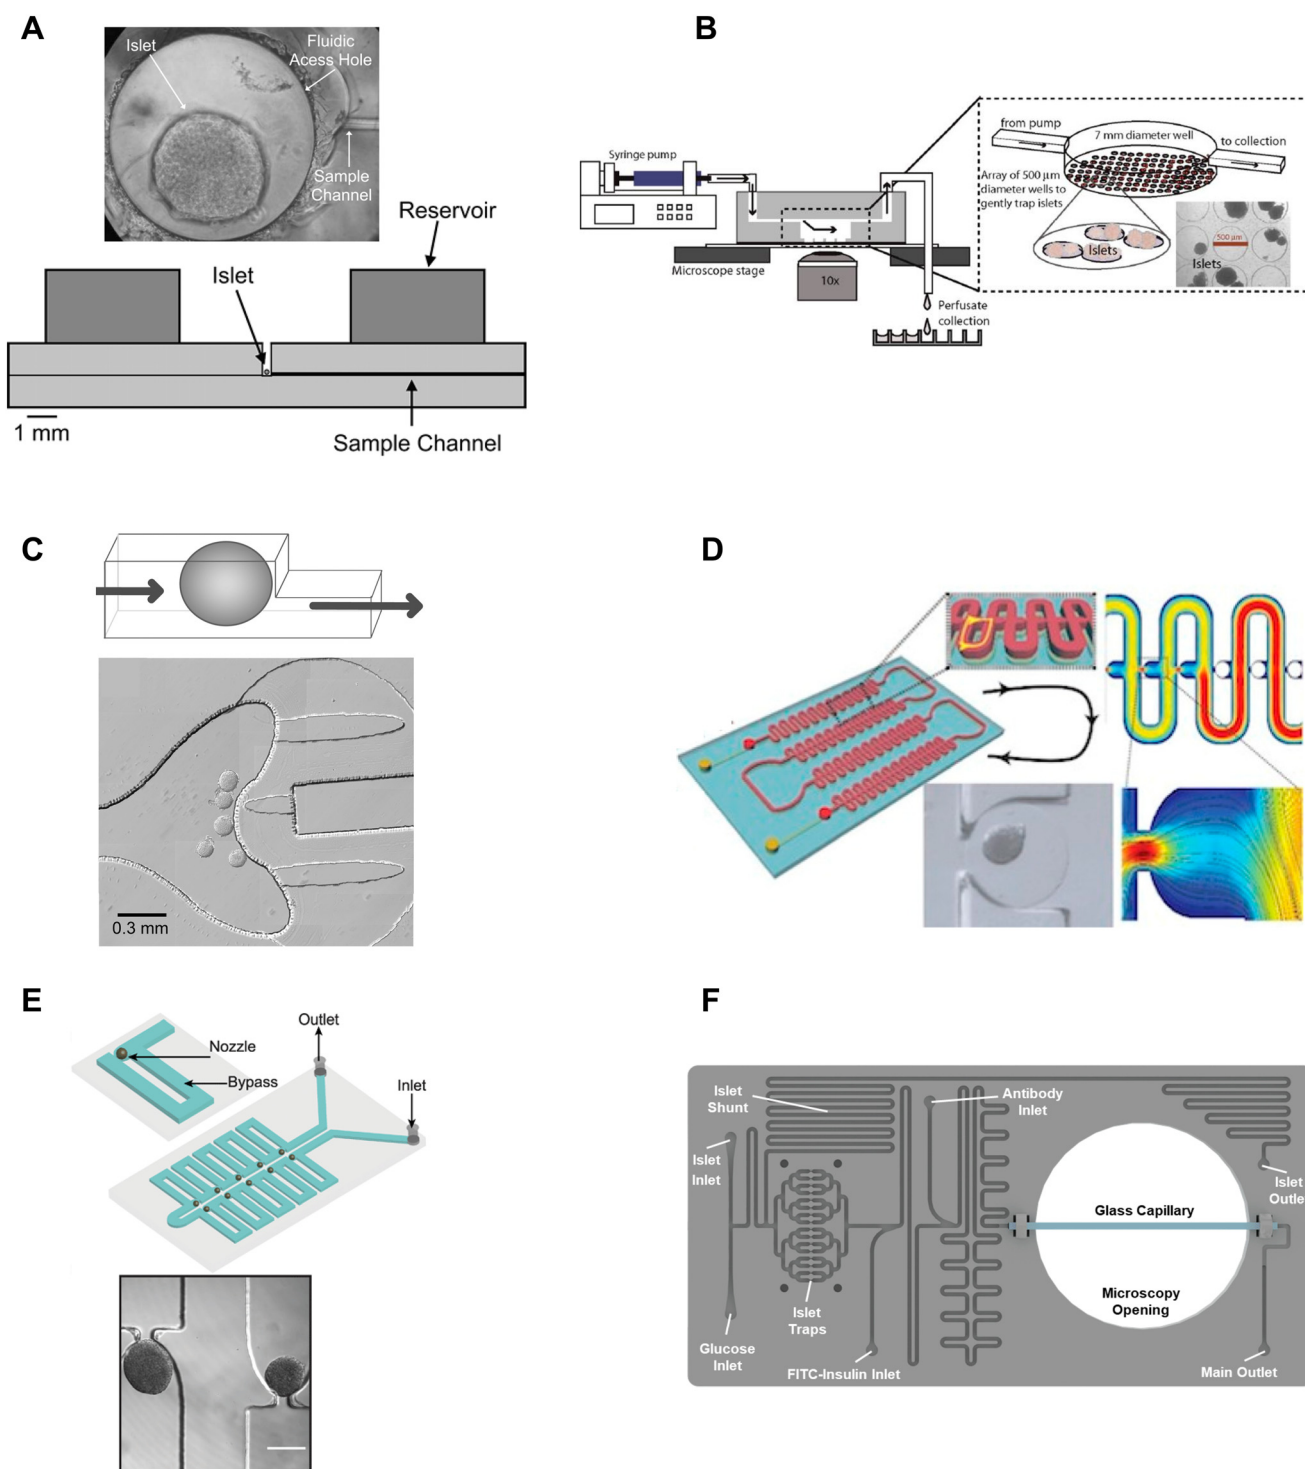 A
Islet
Fluidic
Acess Hole
Sample
Channel
Reservoir
Islet
1 mm
Sample Channel
B
Syringe pump
Microscope stage
10x
Perfusate
collection
from pump
7 mm diameter well
to collection
Array of 500 µm
diameter wells to
gently trap islets
Islets
500 µm
Islets
C
0.3 mm
D
E
Outlet
Nozzle
Bypass
Inlet
F
Islet
Shunt
Antibody
Inlet
Islet
Inlet
Islet
Outle
Glass Capillary
Microscopy
Opening
Islet
Traps
Glucose
Inlet
FITC-Insulin Inlet
Main Outlet